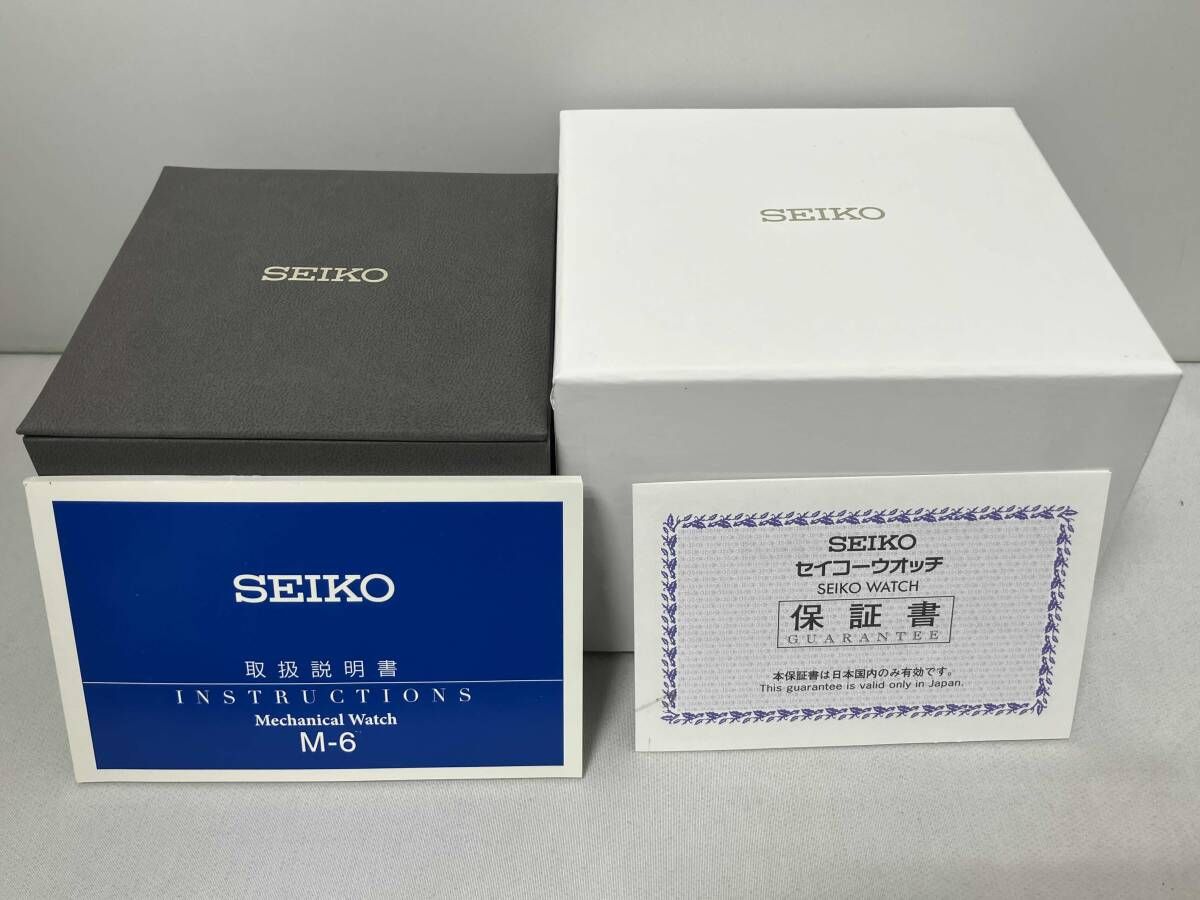 SEIKO
SEIKO
SEIKO
取扱説明書
INSTRUCTIONS
Mechanical Watch
M-6
SEIKO
セイコーウオッチ
SEIKO WATCH
保証書
GUARANTEE
本保証書は日本国内のみ有効です。
This guarantee is valid only in Japan.